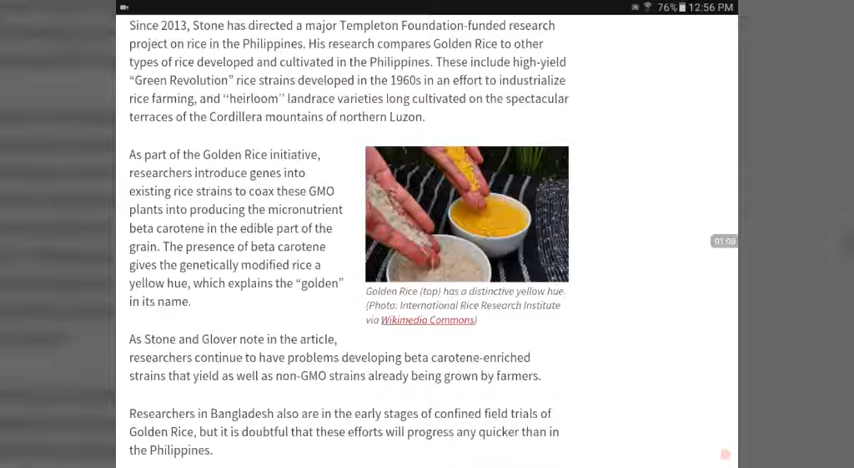 76% 12:56 PM
Since 2013, Stone has directed a major Templeton Foundation-funded research
project on rice in the Philippines. His research compares Golden Rice to other
types of rice developed and cultivated in the Philippines. These include high-yield
“Green Revolution” rice strains developed in the 1960s in an effort to industrialize
rice farming, and “heirloom” landrace varieties long cultivated on the spectacular
terraces of the Cordillera mountains of northern Luzon.
As part of the Golden Rice initiative,
researchers introduce genes into
existing rice strains to coax these GMO
plants into producing the micronutrient
beta carotene in the edible part of the
grain. The presence of beta carotene
gives the genetically modified rice a
yellow hue, which explains the “golden”
in its name.
Golden Rice (top) has a distinctive yellow hue.
(Photo: International Rice Research Institute
via Wikimedia Commons)
01:08
As Stone and Glover note in the article,
researchers continue to have problems developing beta carotene-enriched
strains that yield as well as non-GMO strains already being grown by farmers.
Researchers in Bangladesh also are in the early stages of confined field trials of
Golden Rice, but it is doubtful that these efforts will progress any quicker than in
the Philippines.